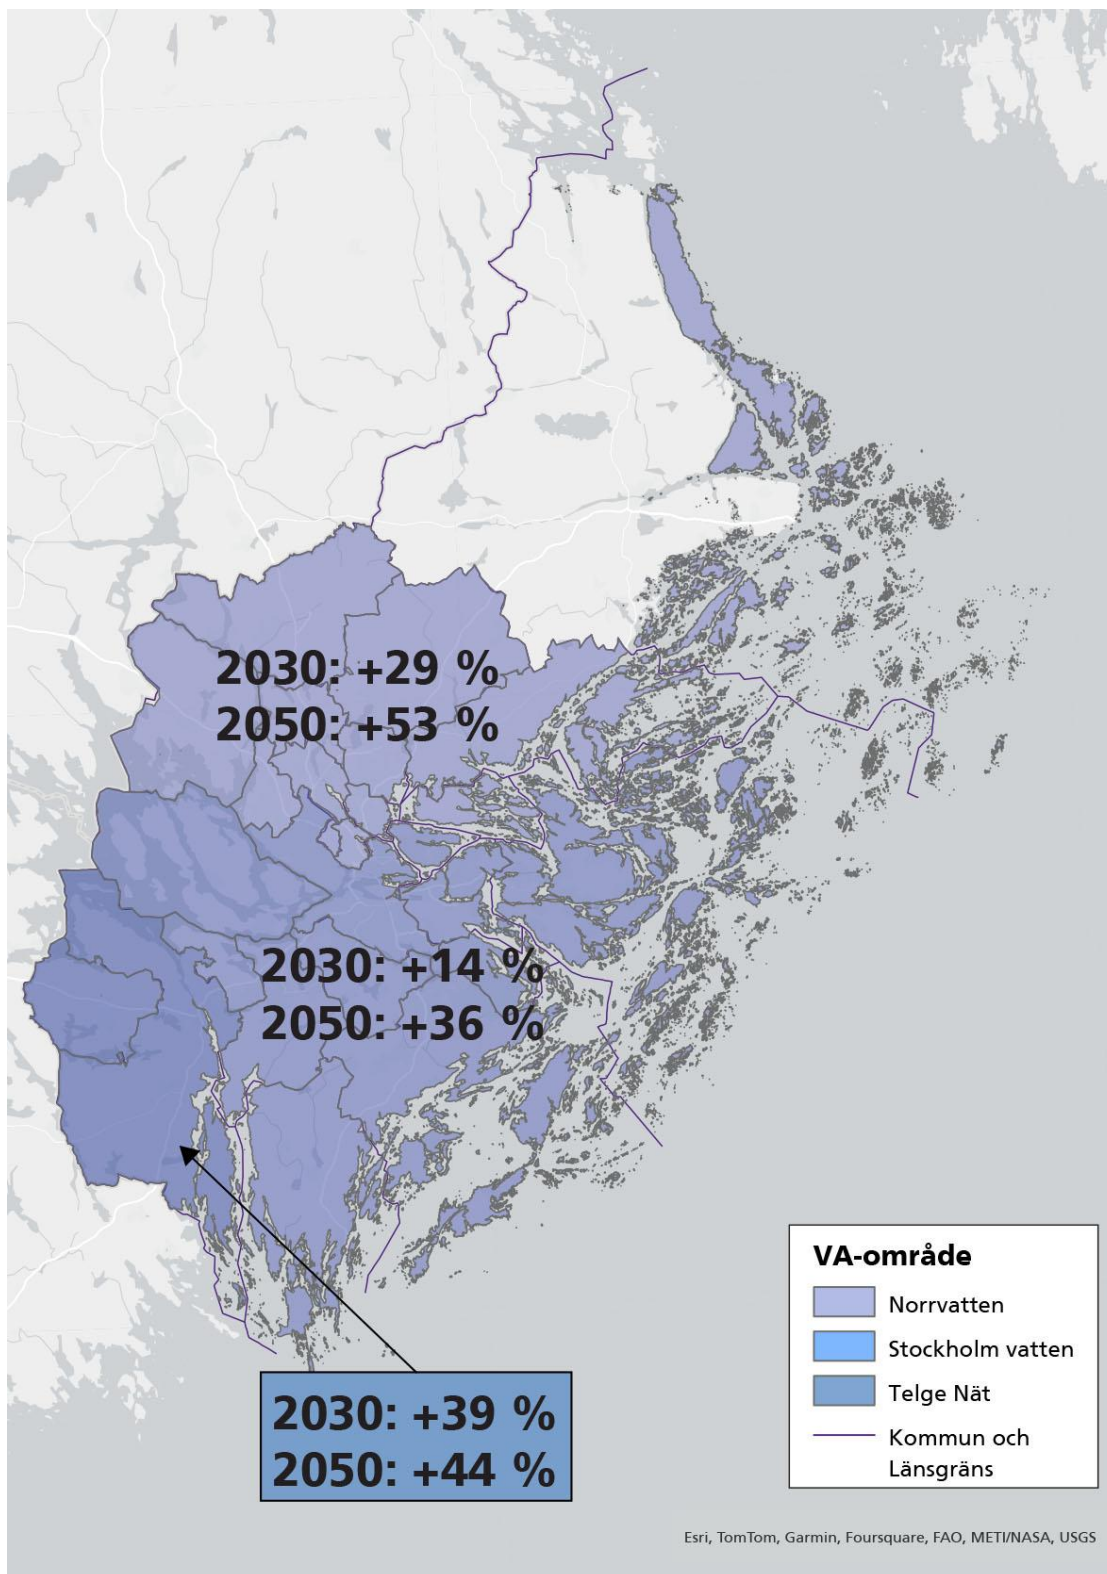 2030: +29 %
2050: +53 %
2030: +14 %
2050: +36 %
2030: +39 %
2050: +44 %
VA-område
Norrvatten
Stockholm vatten
Telge Nät
Kommun och
Länsgräns
Esri, TomTom, Garmin, Foursquare, FAO, METI/NASA, USGS